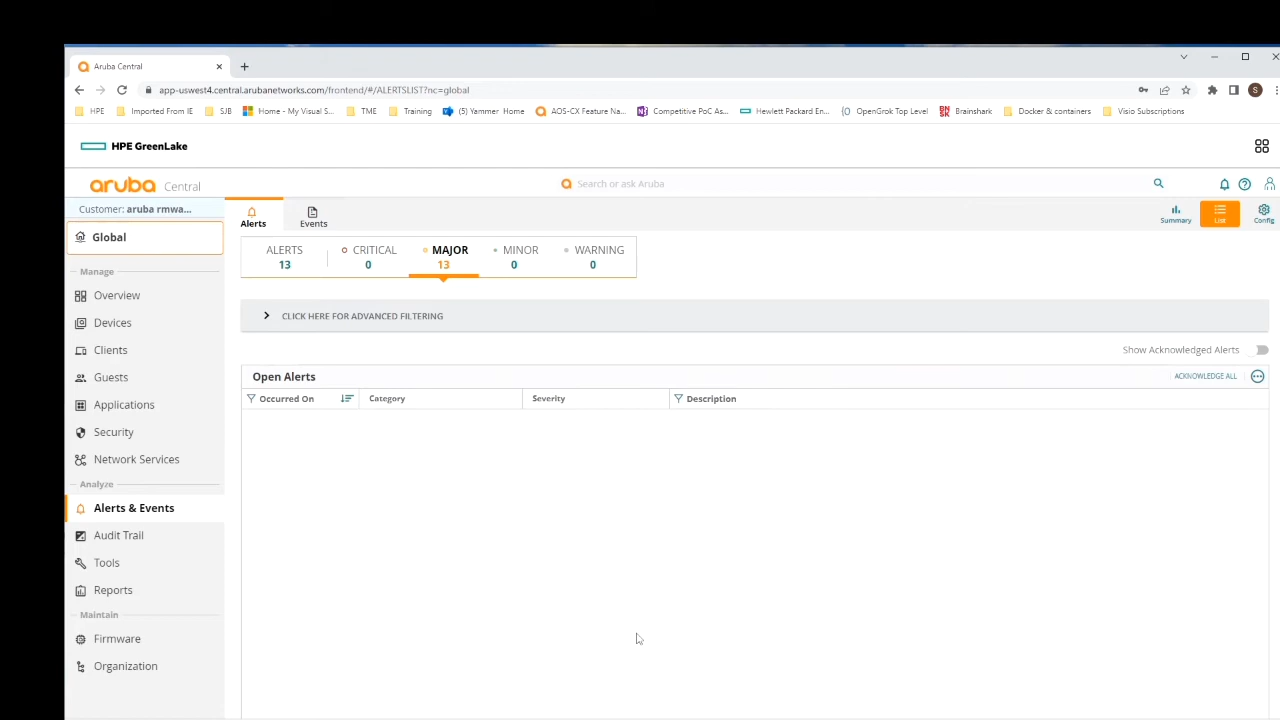 Aruba Central
app-uswest4.central.arubanetworks.com/frontend/#/ALERTSLIST?nc=global
S
HPE Imported From IE SJB Home - My Visual S... TME Training (5) Yammer Home AOS-CX Feature Na... Competitive PoC As... Hewlett Packard En... OpenGrok Top Level Brainshark Docker & containers Visio Subscriptions
HPE GreenLake
aruba Central
Search or ask Aruba
Customer: aruba rmwa...
Alerts
Events
Summary
List
Config
Global
ALERTS CRITICAL MAJOR MINOR WARNING
13 0 13 0 0
Manage
Overview
Devices
Clients
Guests
Applications
Security
Network Services
Analyze
Alerts & Events
Audit Trail
Tools
Reports
Maintain
Firmware
Organization
CLICK HERE FOR ADVANCED FILTERING
Show Acknowledged Alerts
Open Alerts
ACKNOWLEDGE ALL
Occurred On Category Severity Description